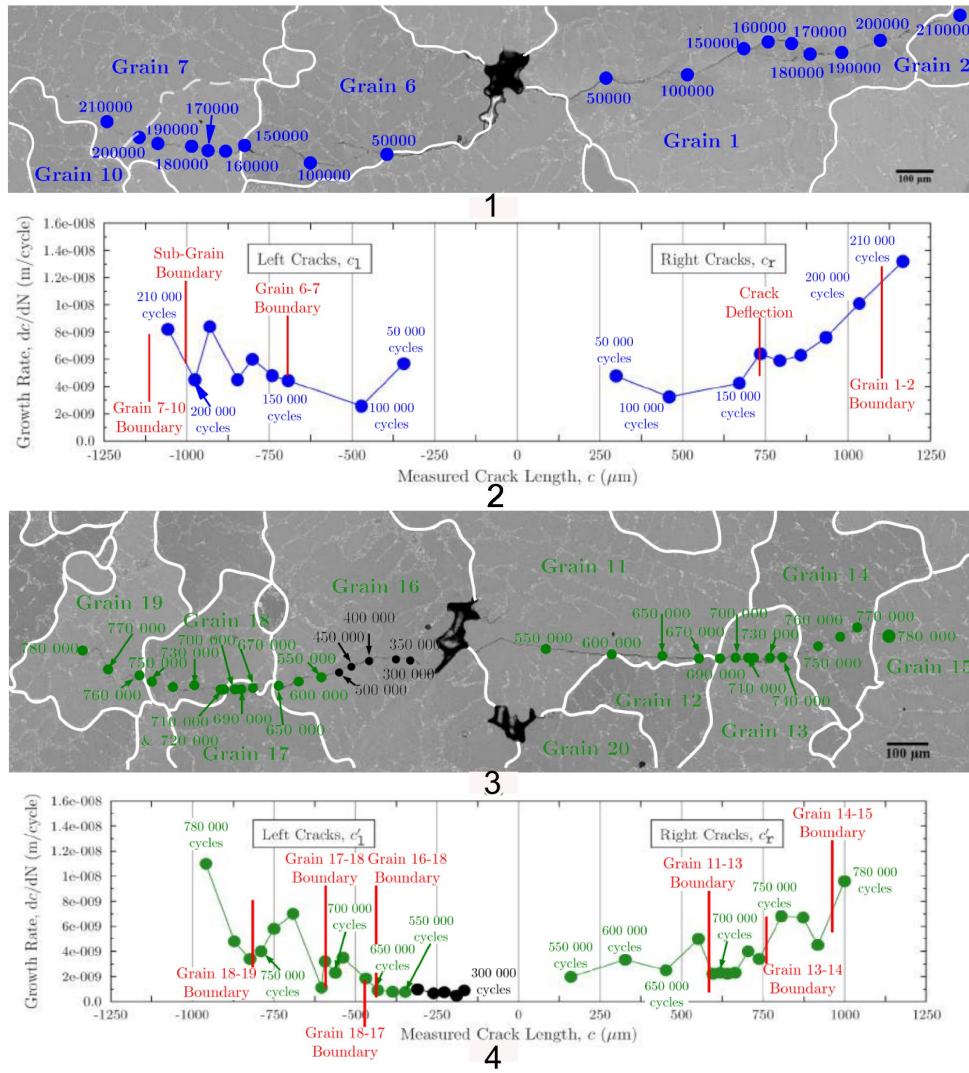 210000
160000
170000
200000
150000
Grain 7
Grain 2
Grain 6
180000
190000
170000
50000
100000
210000
190000
150000
50000
Grain 1
200000
180000
160000
100000
Grain 10
100 μm
1
Growth Rate, dc/dN (m/cycle)
1.6e-008
1.4e-008
1.2e-008
1e-008
8e-009
6e-009
4e-009
2e-009
0.0
Sub-Grain
Boundary
Left Cracks, c_l
Right Cracks, c_r
210 000
cycles
210 000
cycles
Grain 6-7
Boundary
200 000
cycles
Crack
Deflection
50 000
cycles
50 000
cycles
Grain 7-10
Boundary
200 000
cycles
150 000
cycles
100 000
cycles
100 000
cycles
150 000
cycles
Grain 1-2
Boundary
-1250
-1000
-750
-500
-250
0
250
500
750
1000
1250
Measured Crack Length, c (μm)
2
Grain 16
Grain 11
Grain 14
Grain 19
Grain 18
400 000
450 000
350 000
300 000
500 000
770 000
780 000
700 000
670 000
750 000
730 000
550 000
760 000
600 000
710 000
& 720 000
690 000
650 000
Grain 17
550 000
600 000
650 000
700 000
670 000
730 000
760 000
770 000
780 000
750 000
Grain 15
690 000
710 000
740 000
Grain 12
Grain 13
Grain 20
100 μm
3
Growth Rate, dc/dN (m/cycle)
1.6e-008
1.4e-008
1.2e-008
1e-008
8e-009
6e-009
4e-009
2e-009
0.0
780 000
cycles
Left Cracks, c′_l
Right Cracks, c′_r
Grain 14-15
Boundary
Grain 17-18
Boundary
Grain 16-18
Boundary
Grain 11-13
Boundary
700 000
cycles
550 000
cycles
650 000
cycles
750 000
cycles
Grain 18-19
Boundary
300 000
cycles
Grain 18-17
Boundary
550 000
cycles
600 000
cycles
650 000
cycles
700 000
cycles
750 000
cycles
780 000
cycles
Grain 13-14
Boundary
-1250
-1000
-750
-500
-250
0
250
500
750
1000
1250
Measured Crack Length, c (μm)
4